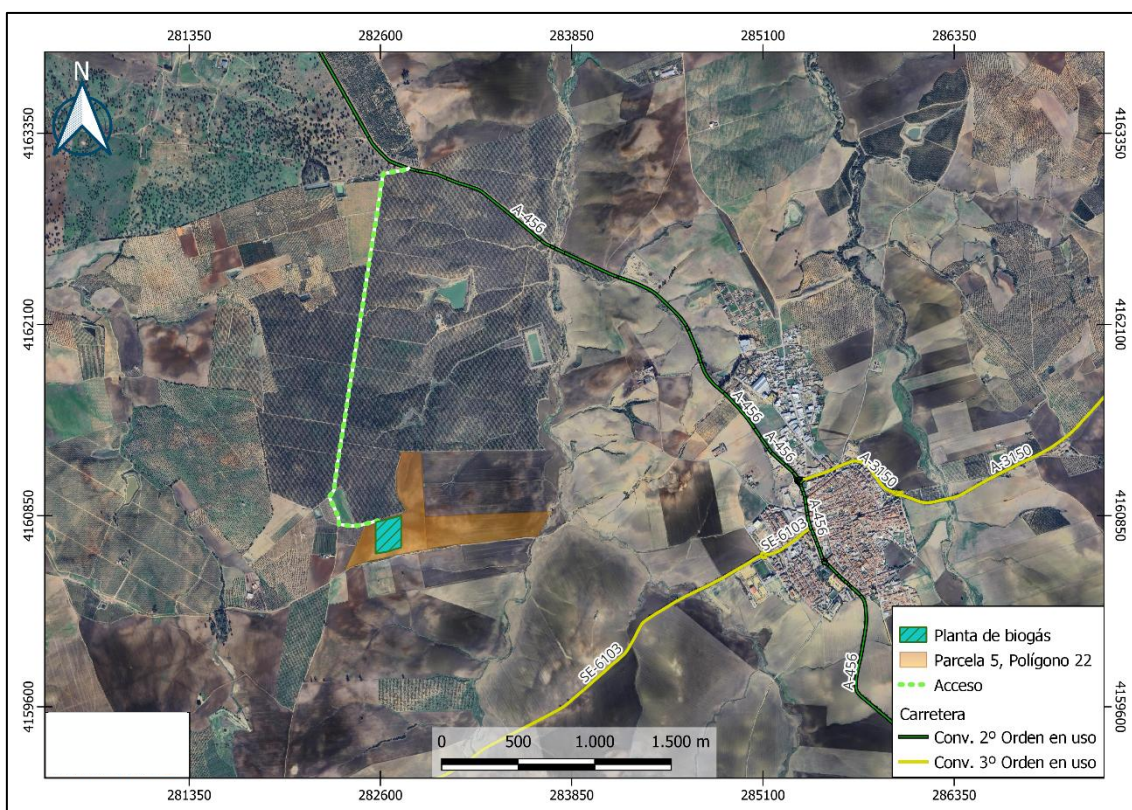 281350 282600 283850 285100 286350
N
4163350 4163350
A-456
4162100 4162100
A-456
A-456
A-3150
A-3150
4160850 4160850
A-456
SE-6103
SE-6103
A-456
4159600 4159600
Planta de biogás
Parcela 5, Polígono 22
Acceso
Carretera
Conv. 2º Orden en uso
Conv. 3º Orden en uso
0 500 1.000 1.500 m
281350 282600 283850 285100 286350